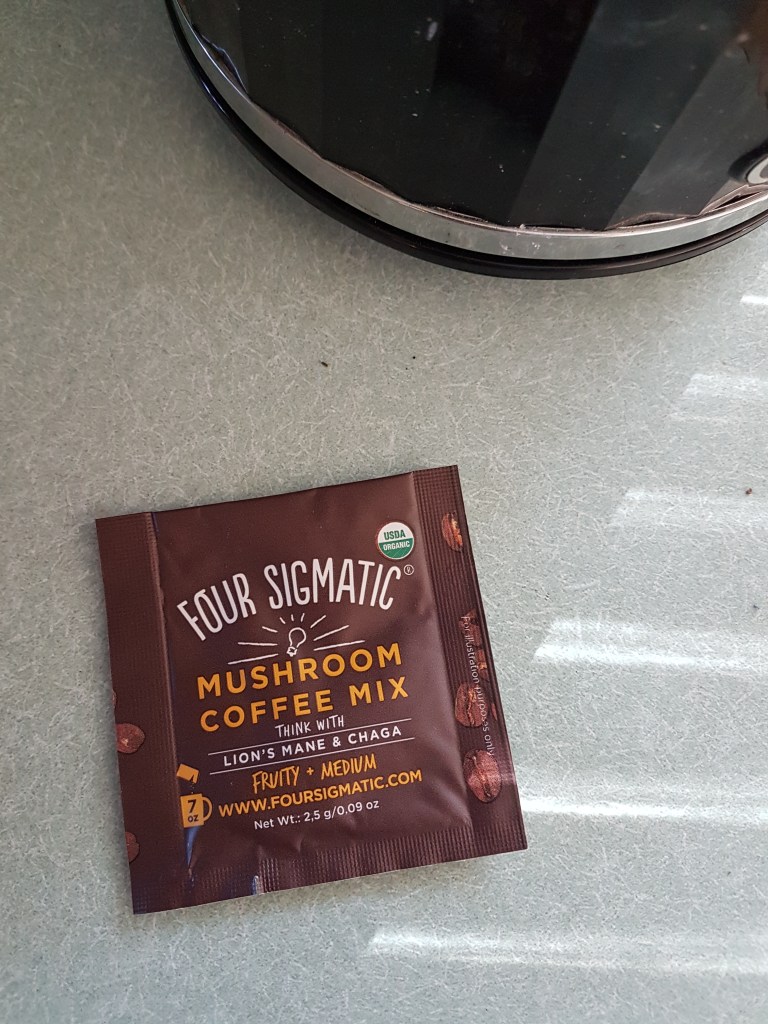 USDA
ORGANIC
FOUR SIGMATIC®
MUSHROOM
COFFEE MIX
THINK WITH
LION'S MANE & CHAGA
FRUITY + MEDIUM
7
OZ
WWW.FOURSIGMATIC.COM
Net Wt.: 2,5 g/0.09 oz
For illustration purposes only